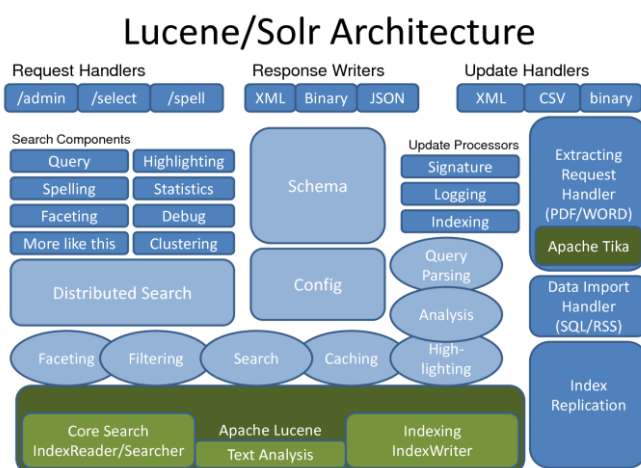 Lucene/Solr Architecture
Request Handlers
/admin
/select
/spell
Response Writers
XML
Binary
JSON
Update Handlers
XML
CSV
binary
Search Components
Query
Highlighting
Spelling
Statistics
Faceting
Debug
More like this
Clustering
Distributed Search
Schema
Config
Update Processors
Signature
Logging
Indexing
Query
Parsing
Analysis
High-
lighting
Extracting
Request
Handler
(PDF/WORD)
Apache Tika
Data Import
Handler
(SQL/RSS)
Index
Replication
Faceting
Filtering
Search
Caching
Core Search
IndexReader/Searcher
Apache Lucene
Text Analysis
Indexing
IndexWriter